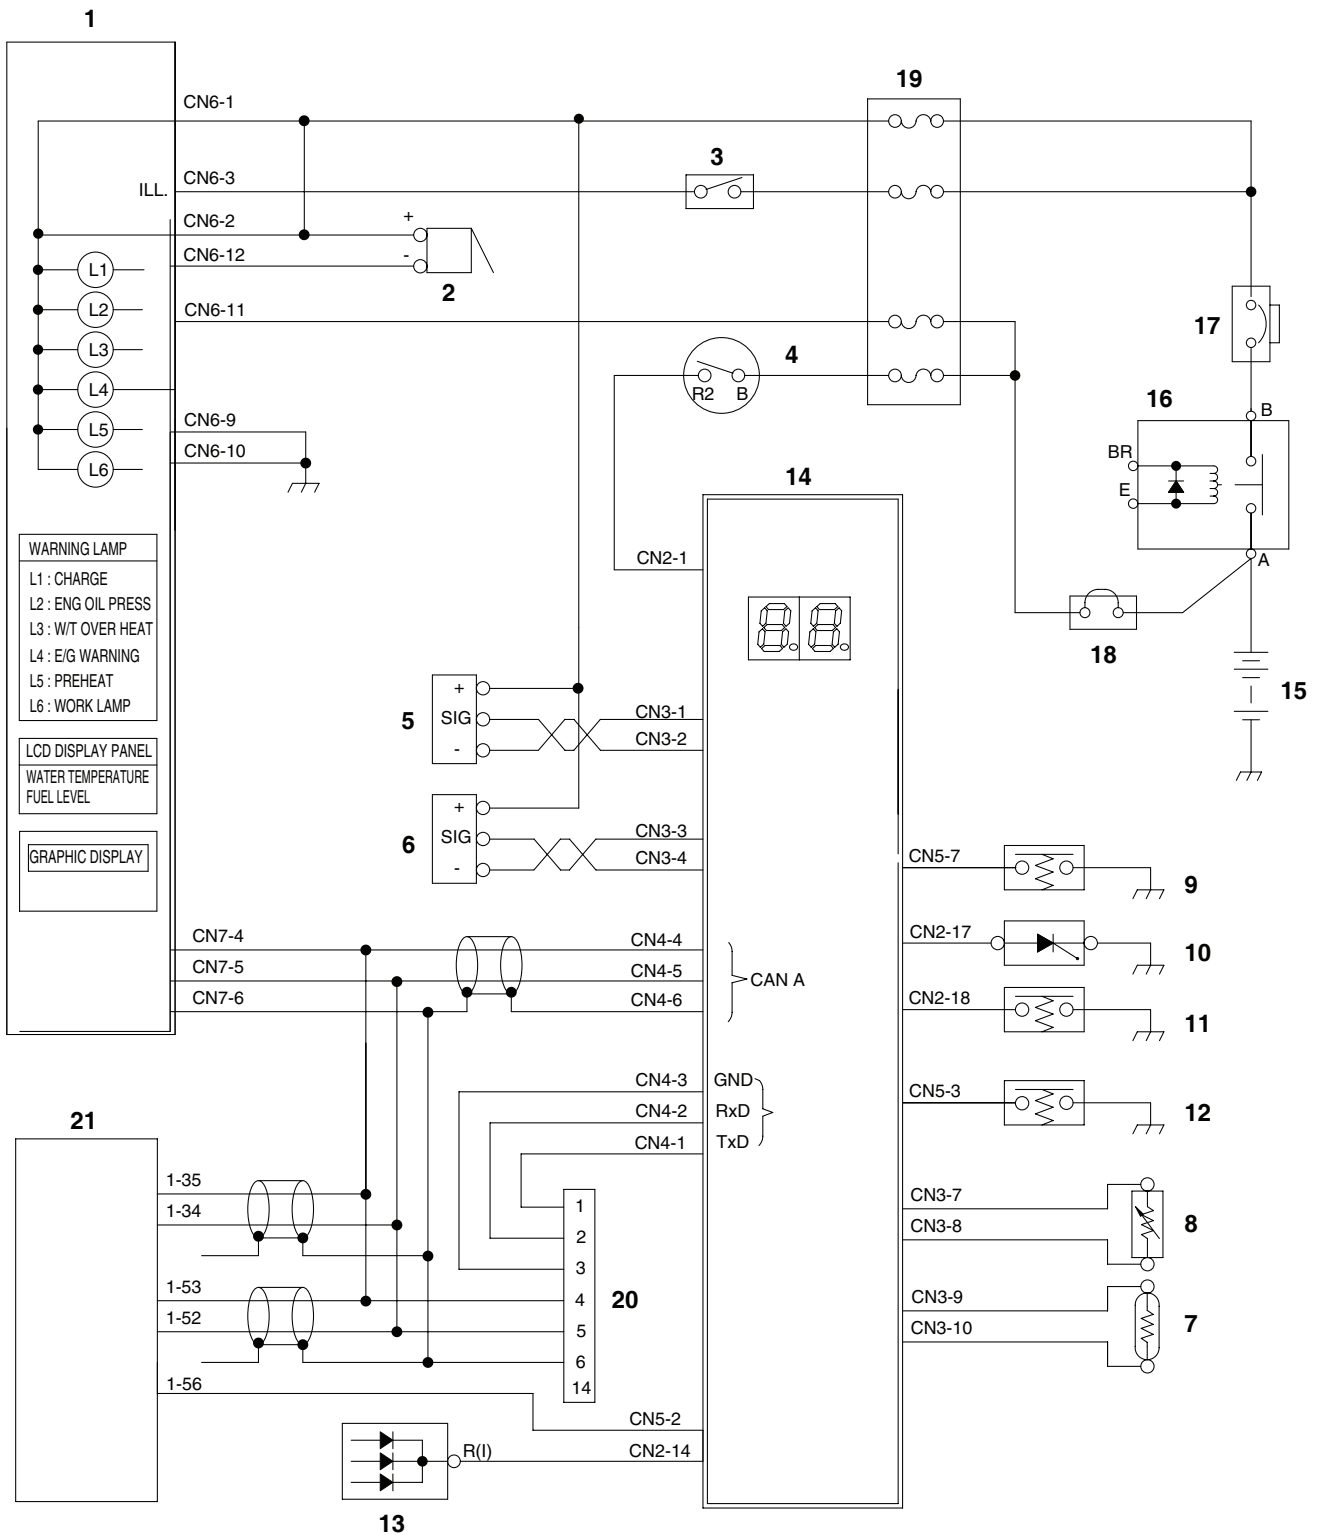 1
CN6-1
19
3
ILL.
CN6-3
CN6-2
+
CN6-12
-
2
L1
L2
L3
L4
L5
L6
CN6-11
4
R2 B
17
CN6-9
CN6-10
16
B
BR
E
A
14
CN2-1
18
15
WARNING LAMP
L1 : CHARGE
L2 : ENG OIL PRESS
L3 : W/T OVER HEAT
L4 : E/G WARNING
L5 : PREHEAT
L6 : WORK LAMP
LCD DISPLAY PANEL
WATER TEMPERATURE
FUEL LEVEL
GRAPHIC DISPLAY
8.8.
5
+
SIG
-
CN3-1
CN3-2
6
+
SIG
-
CN3-3
CN3-4
CN5-7
9
CN2-17
10
CN2-18
11
CN5-3
12
CN7-4
CN7-5
CN7-6
CN4-4
CN4-5
CN4-6
CAN A
CN4-3 GND
CN4-2 RxD
CN4-1 TxD
CN3-7
CN3-8
8
CN3-9
CN3-10
7
21
1-35
1-34
1-53
1-52
1-56
1
2
3
4
5
6
14
20
CN5-2
R(I)
CN2-14
13